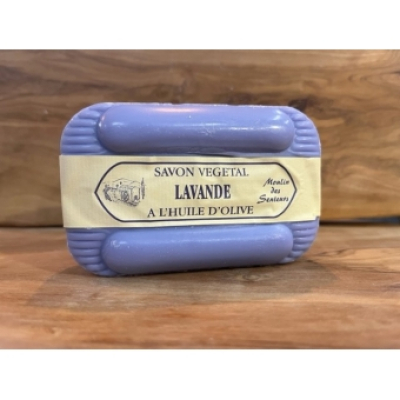 SAVON VEGETAL
LAVANDE
A L'HUILE D'OLIVE
Moulin
des
Senteurs